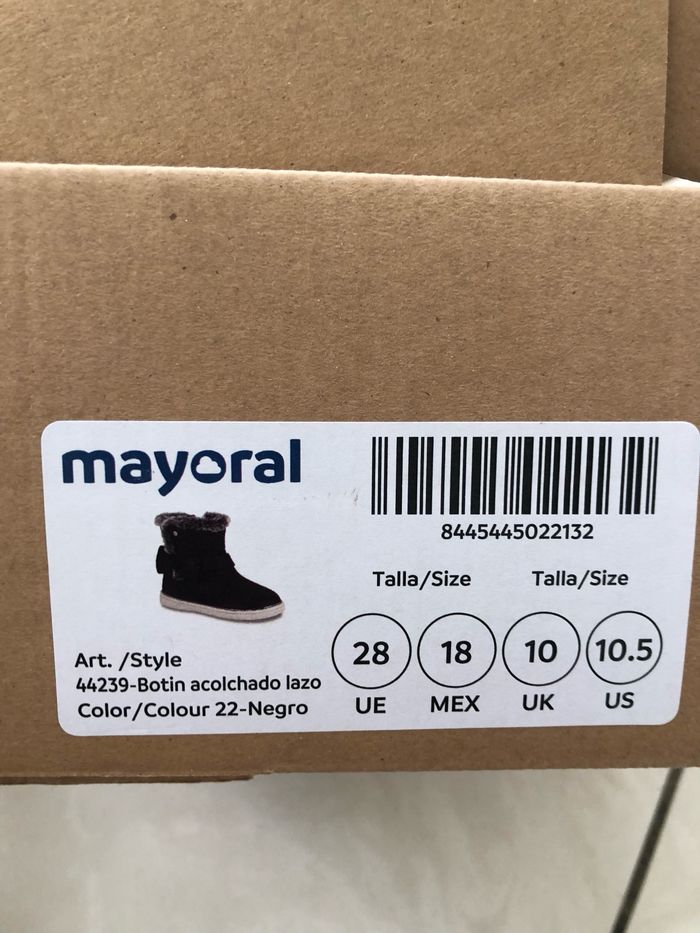 mayoral
8445445022132
Talla/Size Talla/Size
28 18 10 10.5
UE MEX UK US
Art. /Style
44239-Botin acolchado lazo
Color/Colour 22-Negro